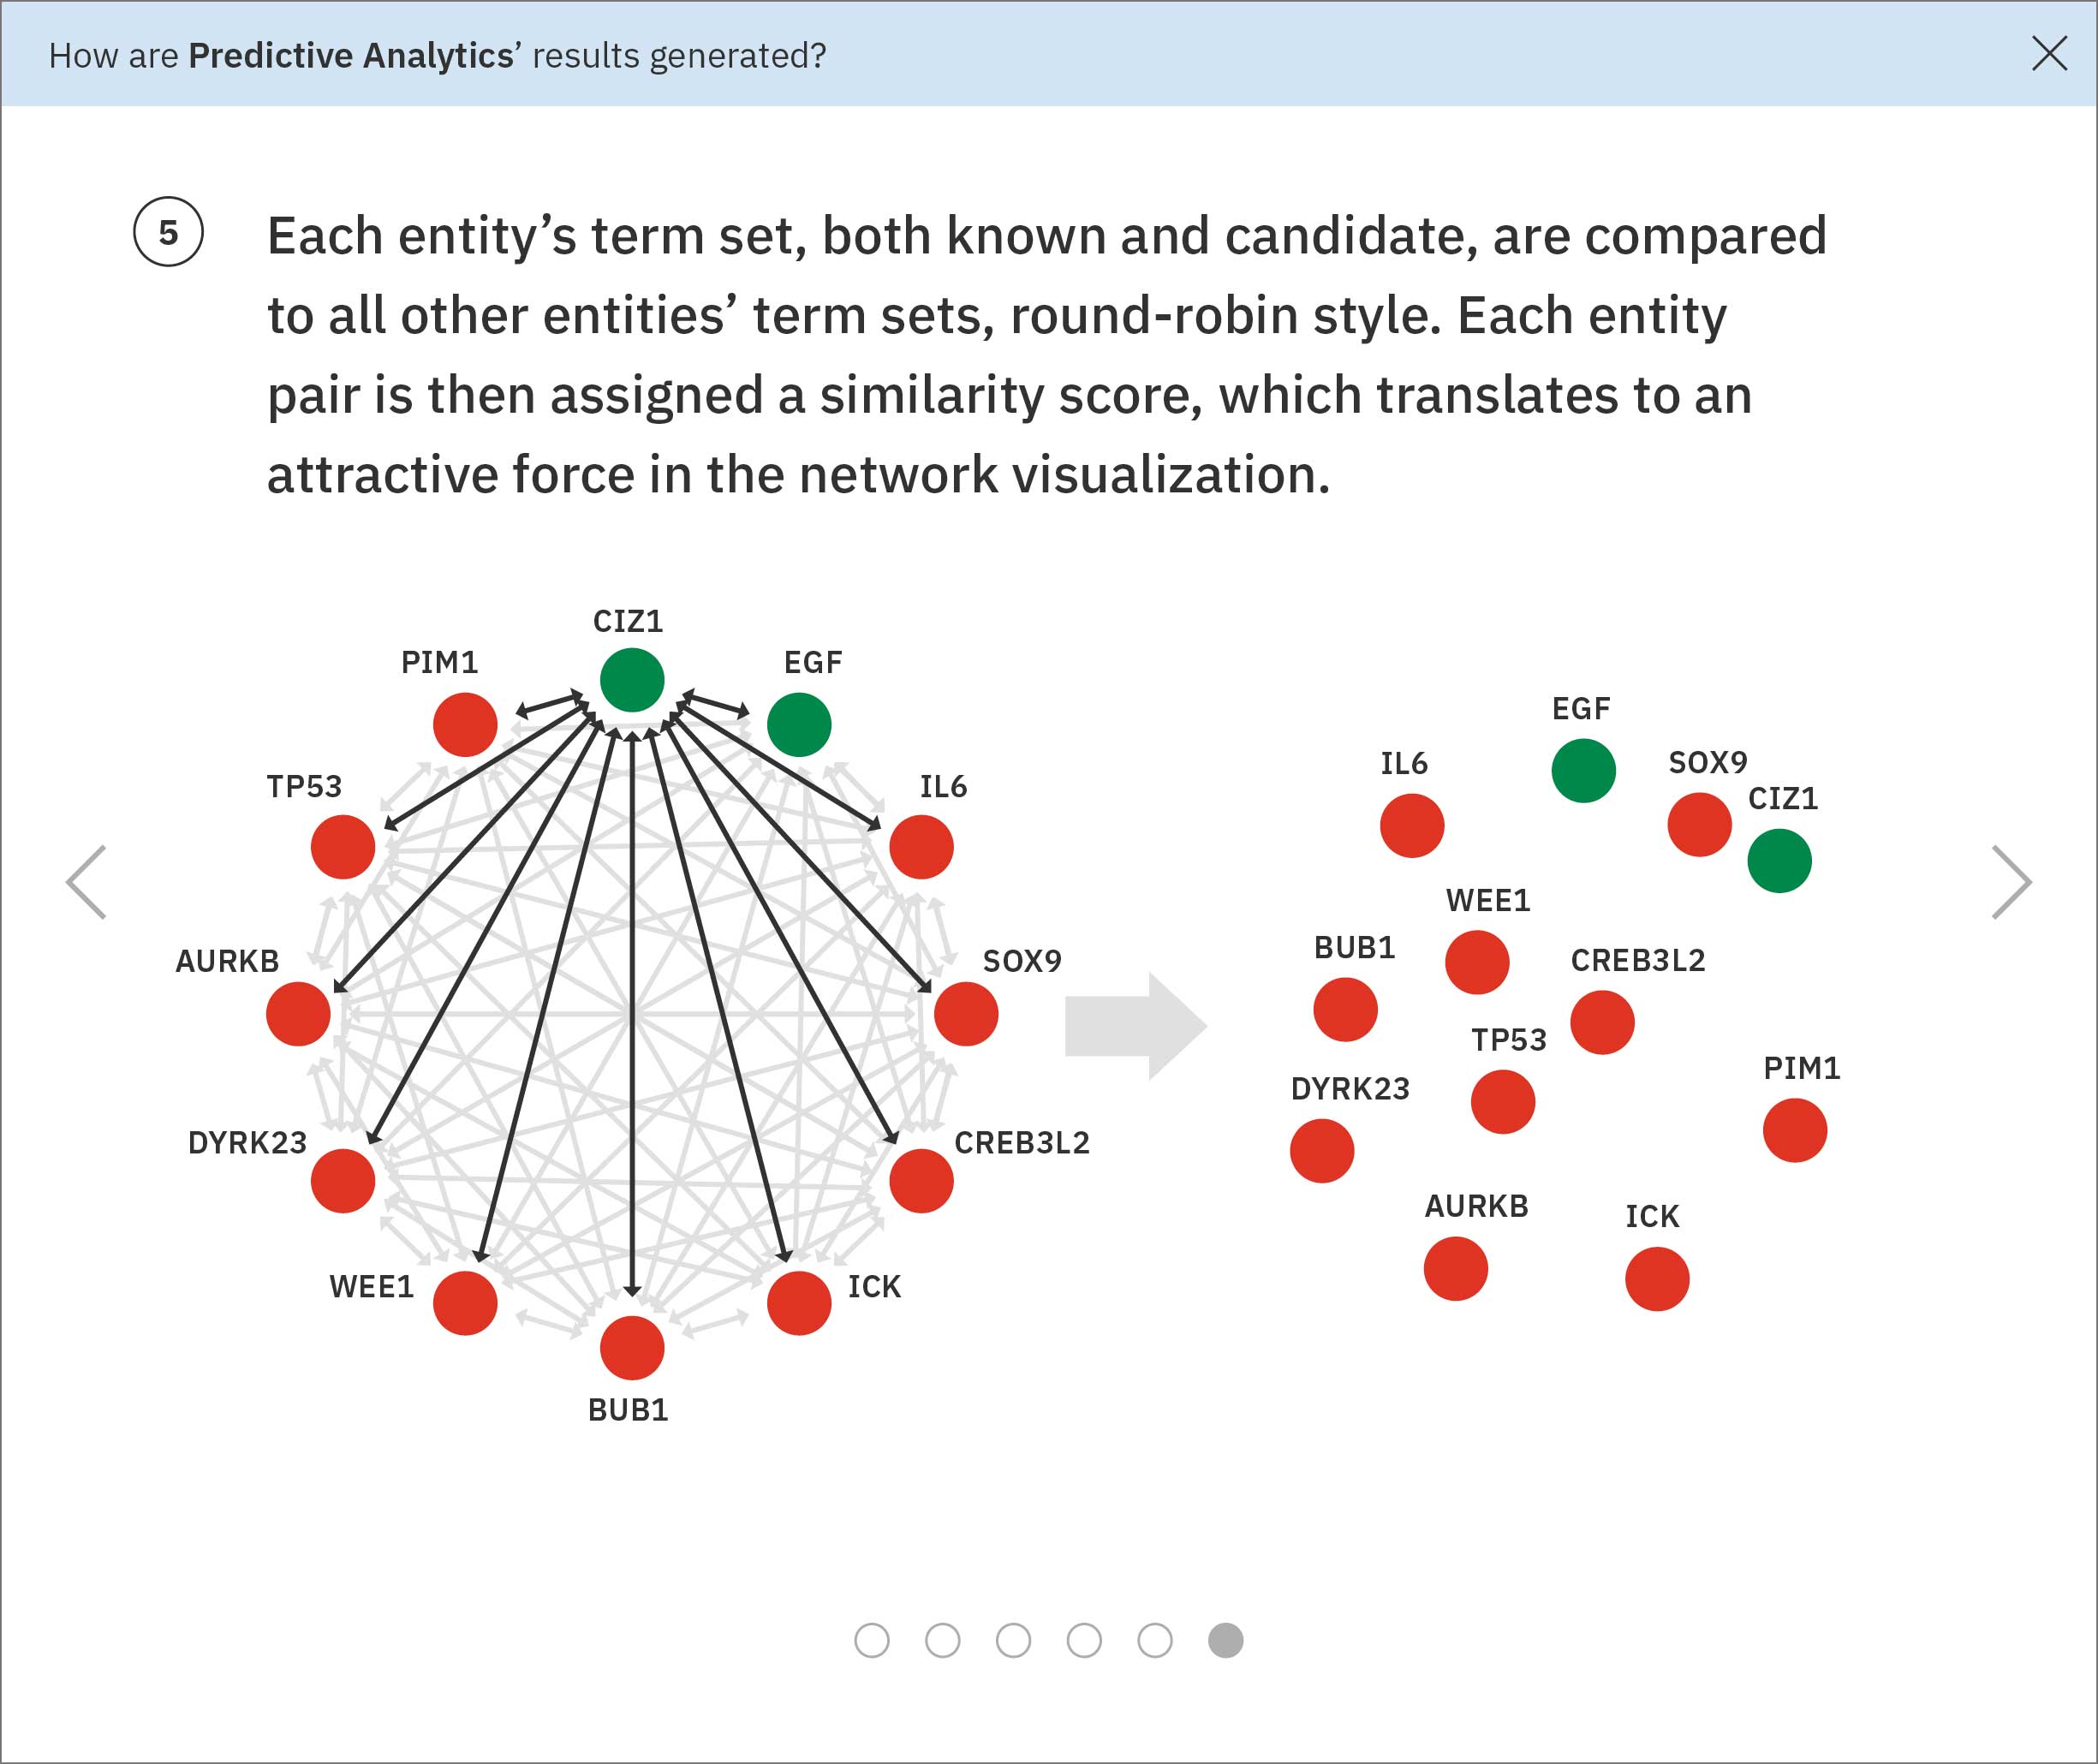 How are Predictive Analytics’ results generated?
5
Each entity’s term set, both known and candidate, are compared
to all other entities’ term sets, round-robin style. Each entity
pair is then assigned a similarity score, which translates to an
attractive force in the network visualization.
CIZ1
PIM1
EGF
TP53
IL6
AURKB
SOX9
DYRK23
CREB3L2
WEE1
ICK
BUB1
EGF
IL6
SOX9
CIZ1
WEE1
BUB1
CREB3L2
TP53
PIM1
DYRK23
AURKB
ICK